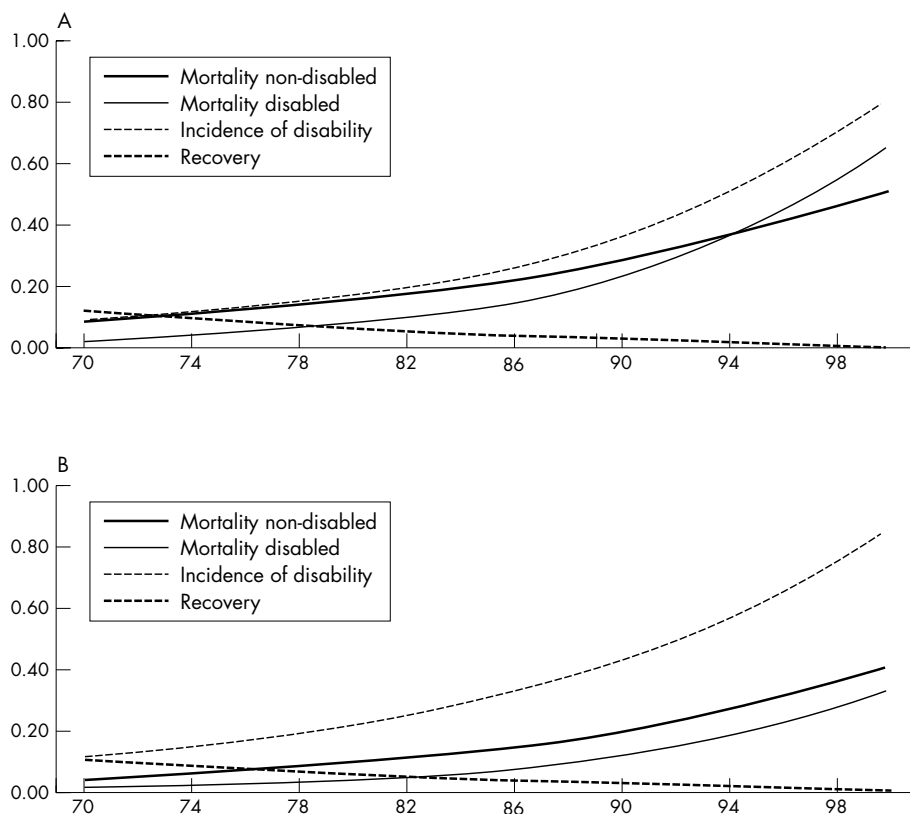 A
1.00
Mortality non-disabled
0.80
Mortality disabled
Incidence of disability
0.60
Recovery
0.40
0.20
0.00
70 74 78 82 86 90 94 98
B
1.00
Mortality non-disabled
0.80
Mortality disabled
Incidence of disability
0.60
Recovery
0.40
0.20
0.00
70 74 78 82 86 90 94 98